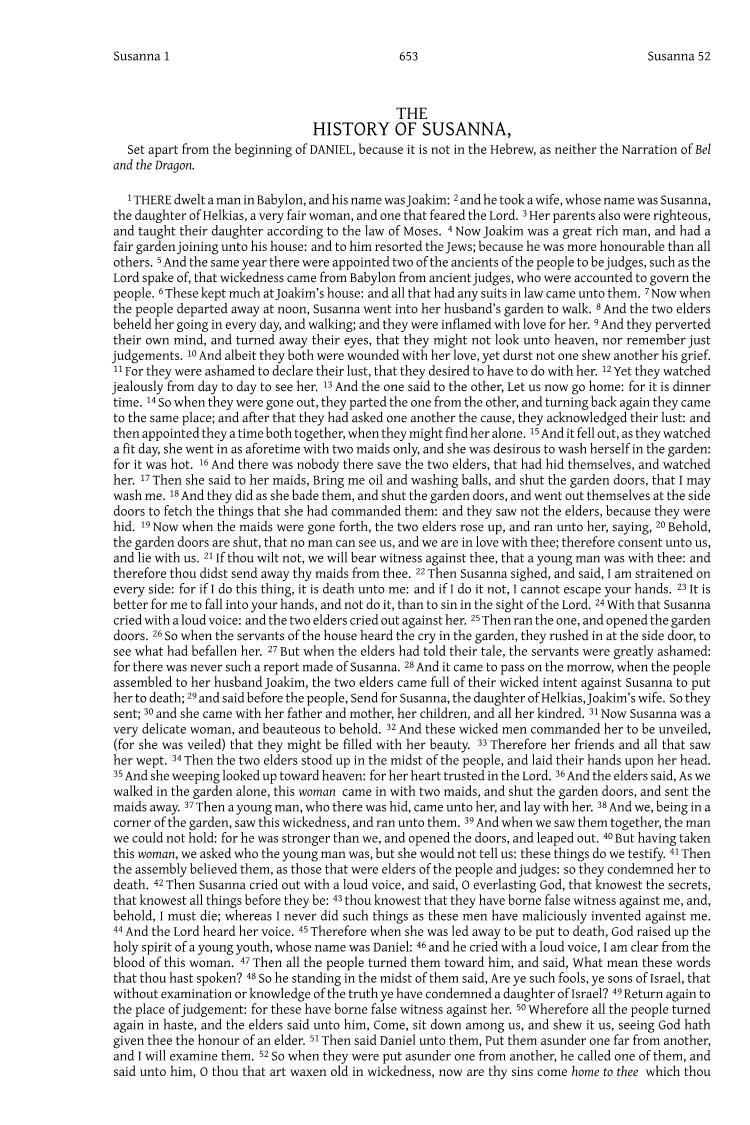 Susanna 1 653 Susanna 52
THE
HISTORY OF SUSANNA,
Set apart from the beginning of DANIEL, because it is not in the Hebrew, as neither the Narration of Bel
and the Dragon.
1 THERE dwelt a man in Babylon, and his name was Joakim: 2 and he took a wife, whose name was Susanna,
the daughter of Helkias, a very fair woman, and one that feared the Lord. 3 Her parents also were righteous,
and taught their daughter according to the law of Moses. 4 Now Joakim was a great rich man, and had a
fair garden joining unto his house: and to him resorted the Jews; because he was more honourable than all
others. 5 And the same year there were appointed two of the ancients of the people to be judges, such as the
Lord spake of, that wickedness came from Babylon from ancient judges, who were accounted to govern the
people. 6 These kept much at Joakim's house: and all that had any suits in law came unto them. 7 Now when
the people departed away at noon, Susanna went into her husband's garden to walk. 8 And the two elders
beheld her going in every day, and walking; and they were inflamed with love for her. 9 And they perverted
their own mind, and turned away their eyes, that they might not look unto heaven, nor remember just
judgements. 10 And albeit they both were wounded with her love, yet durst not one shew another his grief.
11 For they were ashamed to declare their lust, that they desired to have to do with her. 12 Yet they watched
jealously from day to day to see her. 13 And the one said to the other, Let us now go home: for it is dinner
time. 14 So when they were gone out, they parted the one from the other, and turning back again they came
to the same place; and after that they had asked one another the cause, they acknowledged their lust: and
then appointed they a time both together, when they might find her alone. 15 And it fell out, as they watched
a fit day, she went in as aforetime with two maids only, and she was desirous to wash herself in the garden:
for it was hot. 16 And there was nobody there save the two elders, that had hid themselves, and watched
her. 17 Then she said to her maids, Bring me oil and washing balls, and shut the garden doors, that I may
wash me. 18 And they did as she bade them, and shut the garden doors, and went out themselves at the side
doors to fetch the things that she had commanded them: and they saw not the elders, because they were
hid. 19 Now when the maids were gone forth, the two elders rose up, and ran unto her, saying, 20 Behold,
the garden doors are shut, that no man can see us, and we are in love with thee; therefore consent unto us,
and lie with us. 21 If thou wilt not, we will bear witness against thee, that a young man was with thee: and
therefore thou didst send away thy maids from thee. 22 Then Susanna sighed, and said, I am straitened on
every side: for if I do this thing, it is death unto me: and if I do it not, I cannot escape your hands. 23 It is
better for me to fall into your hands, and not do it, than to sin in the sight of the Lord. 24 With that Susanna
cried with a loud voice: and the two elders cried out against her. 25 Then ran the one, and opened the garden
doors. 26 So when the servants of the house heard the cry in the garden, they rushed in at the side door, to
see what had befallen her. 27 But when the elders had told their tale, the servants were greatly ashamed:
for there was never such a report made of Susanna. 28 And it came to pass on the morrow, when the people
assembled to her husband Joakim, the two elders came full of their wicked intent against Susanna to put
her to death; 29 and said before the people, Send for Susanna, the daughter of Helkias, Joakim's wife. So they
sent; 30 and she came with her father and mother, her children, and all her kindred. 31 Now Susanna was a
very delicate woman, and beauteous to behold. 32 And these wicked men commanded her to be unveiled,
(for she was veiled) that they might be filled with her beauty. 33 Therefore her friends and all that saw
her wept. 34 Then the two elders stood up in the midst of the people, and laid their hands upon her head.
35 And she weeping looked up toward heaven: for her heart trusted in the Lord. 36 And the elders said, As we
walked in the garden alone, this woman came in with two maids, and shut the garden doors, and sent the
maids away. 37 Then a young man, who there was hid, came unto her, and lay with her. 38 And we, being in a
corner of the garden, saw this wickedness, and ran unto them. 39 And when we saw them together, the man
we could not hold: for he was stronger than we, and opened the doors, and leaped out. 40 But having taken
this woman, we asked who the young man was, but she would not tell us: these things do we testify. 41 Then
the assembly believed them, as those that were elders of the people and judges: so they condemned her to
death. 42 Then Susanna cried out with a loud voice, and said, O everlasting God, that knowest the secrets,
that knowest all things before they be: 43 thou knowest that they have borne false witness against me, and,
behold, I must die; whereas I never did such things as these men have maliciously invented against me.
44 And the Lord heard her voice. 45 Therefore when she was led away to be put to death, God raised up the
holy spirit of a young youth, whose name was Daniel: 46 and he cried with a loud voice, I am clear from the
blood of this woman. 47 Then all the people turned them toward him, and said, What mean these words
that thou hast spoken? 48 So he standing in the midst of them said, Are ye such fools, ye sons of Israel, that
without examination or knowledge of the truth ye have condemned a daughter of Israel? 49 Return again to
the place of judgement: for these have borne false witness against her. 50 Wherefore all the people turned
again in haste, and the elders said unto him, Come, sit down among us, and shew it us, seeing God hath
given thee the honour of an elder. 51 Then said Daniel unto them, Put them asunder one far from another,
and I will examine them. 52 So when they were put asunder one from another, he called one of them, and
said unto him, O thou that art waxen old in wickedness, now are thy sins come home to thee which thou